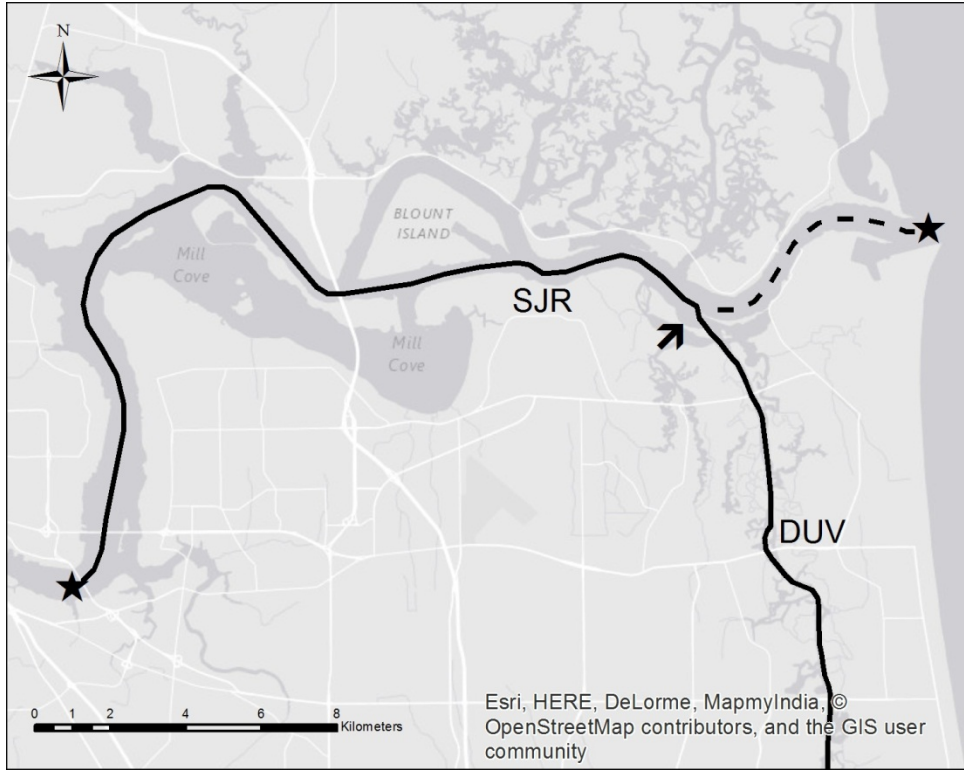 N
BLOUNT
ISLAND
Mill
Cove
SJR
Mill
Cove
DUV
0 1 2 4 6 8
Kilometers
Esri, HERE, DeLorme, MapmyIndia, ©
OpenStreetMap contributors, and the GIS user
community